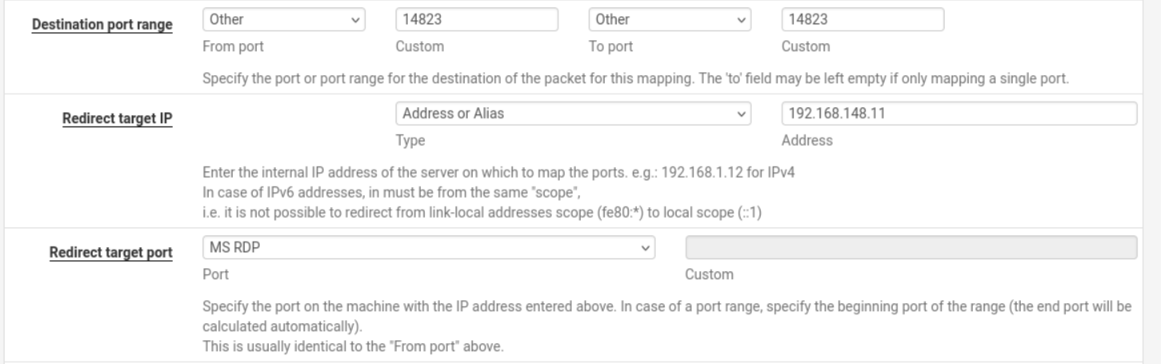 Destination port range
Other 14823 Other 14823
From port Custom To port Custom
Specify the port or port range for the destination of the packet for this mapping. The 'to' field may be left empty if only mapping a single port.
Redirect target IP
Address or Alias 192.168.148.11
Type Address
Enter the internal IP address of the server on which to map the ports. e.g.: 192.168.1.12 for IPv4
In case of IPv6 addresses, in must be from the same "scope",
i.e. it is not possible to redirect from link-local addresses scope (fe80:*) to local scope (::1)
Redirect target port
MS RDP
Port Custom
Specify the port on the machine with the IP address entered above. In case of a port range, specify the beginning port of the range (the end port will be
calculated automatically).
This is usually identical to the "From port" above.